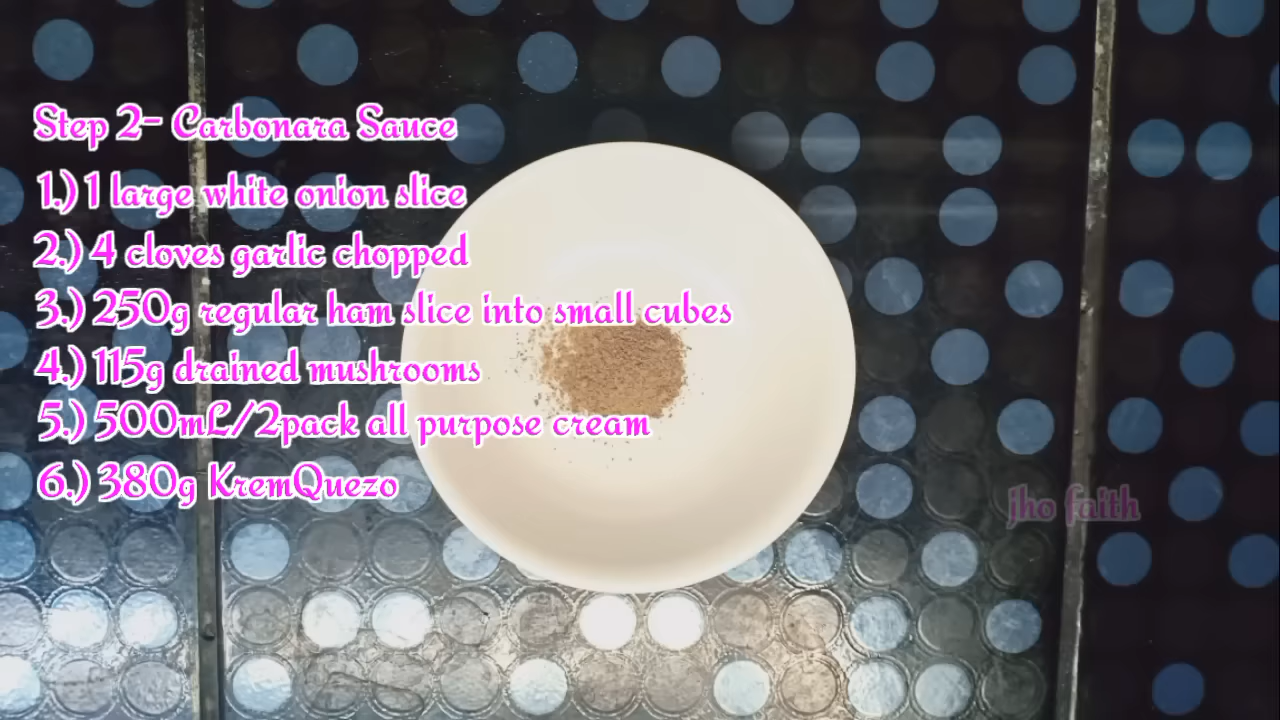 Step 2- Carbonara Sauce
1.) 1 large white onion slice
2.) 4 cloves garlic chopped
3.) 250g regular ham slice into small cubes
4.) 115g drained mushrooms
5.) 500mL/2pack all purpose cream
6.) 380g KremQuezo
jho faith